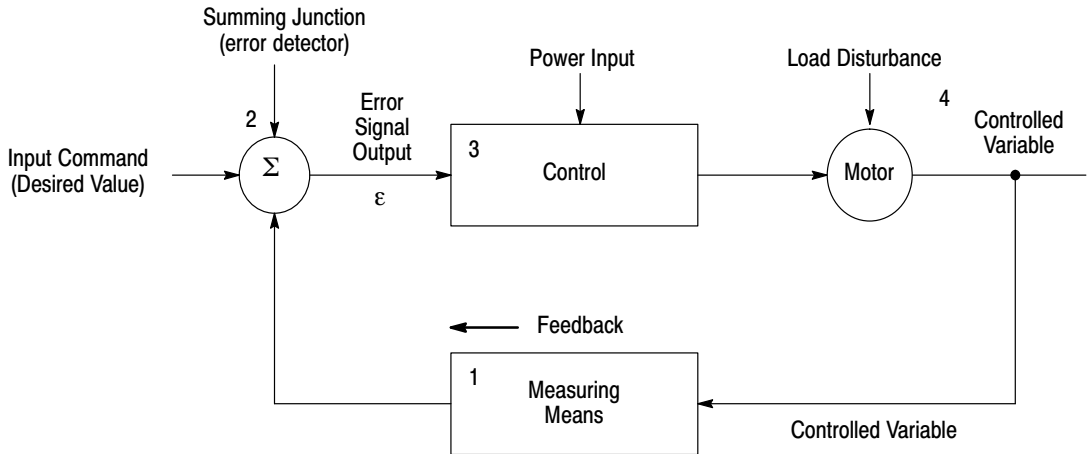 Summing Junction
(error detector)
Power Input
Load Disturbance
2
Error
Signal
Output
4
Controlled
Variable
Input Command
(Desired Value)
Σ
3
Control
Motor
ε
Feedback
1
Measuring
Means
Controlled Variable